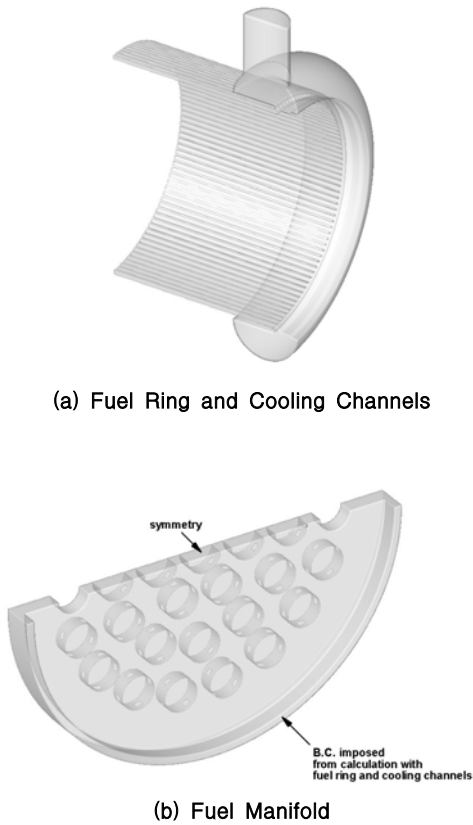 (a) Fuel Ring and Cooling Channels
symmetry
B.C. imposed
from calculation with
fuel ring and cooling channels
(b) Fuel Manifold